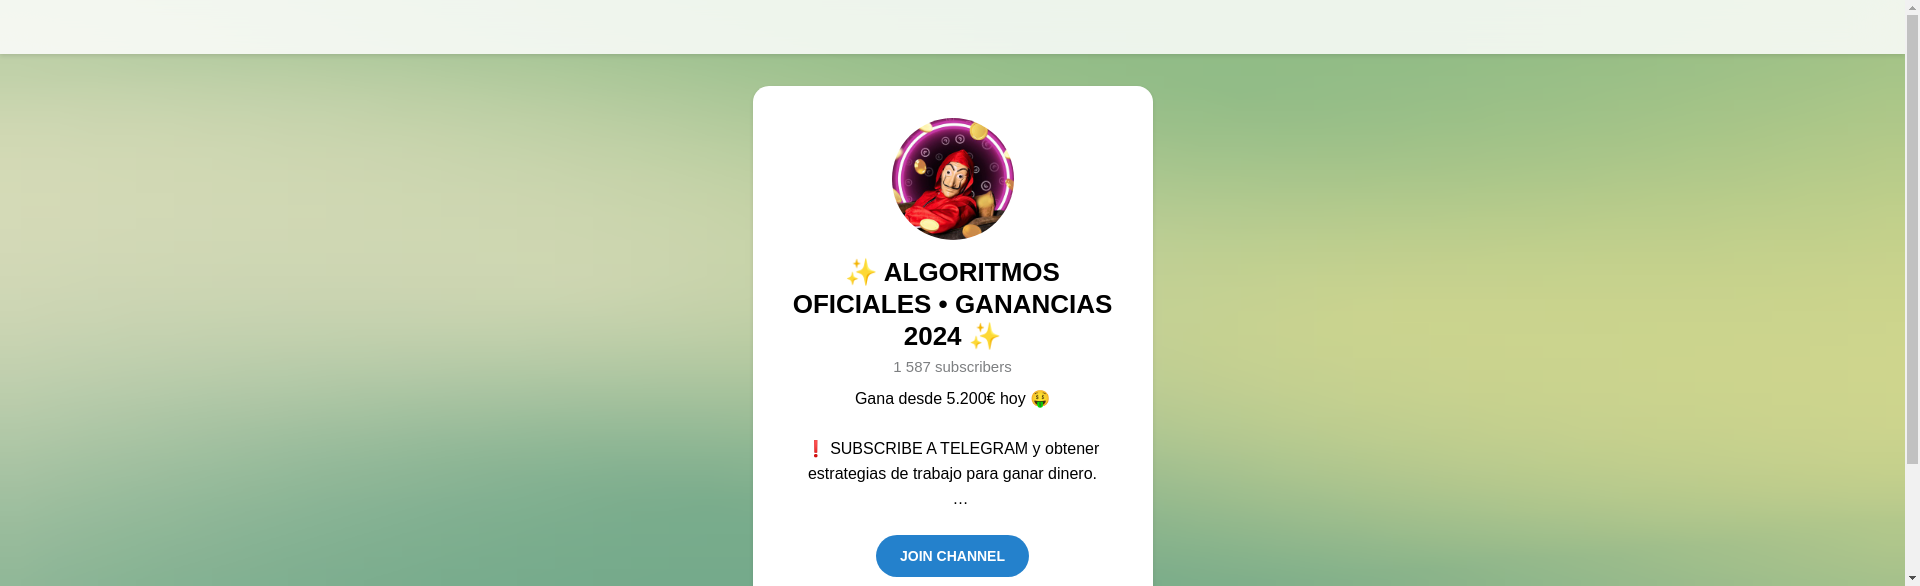 ✨ ALGORITMOS
OFICIALES • GANANCIAS
2024 ✨
1 587 subscribers
Gana desde 5.200€ hoy 🤑
❗ SUBSCRIBE A TELEGRAM y obtener
estrategias de trabajo para ganar dinero.
…
JOIN CHANNEL